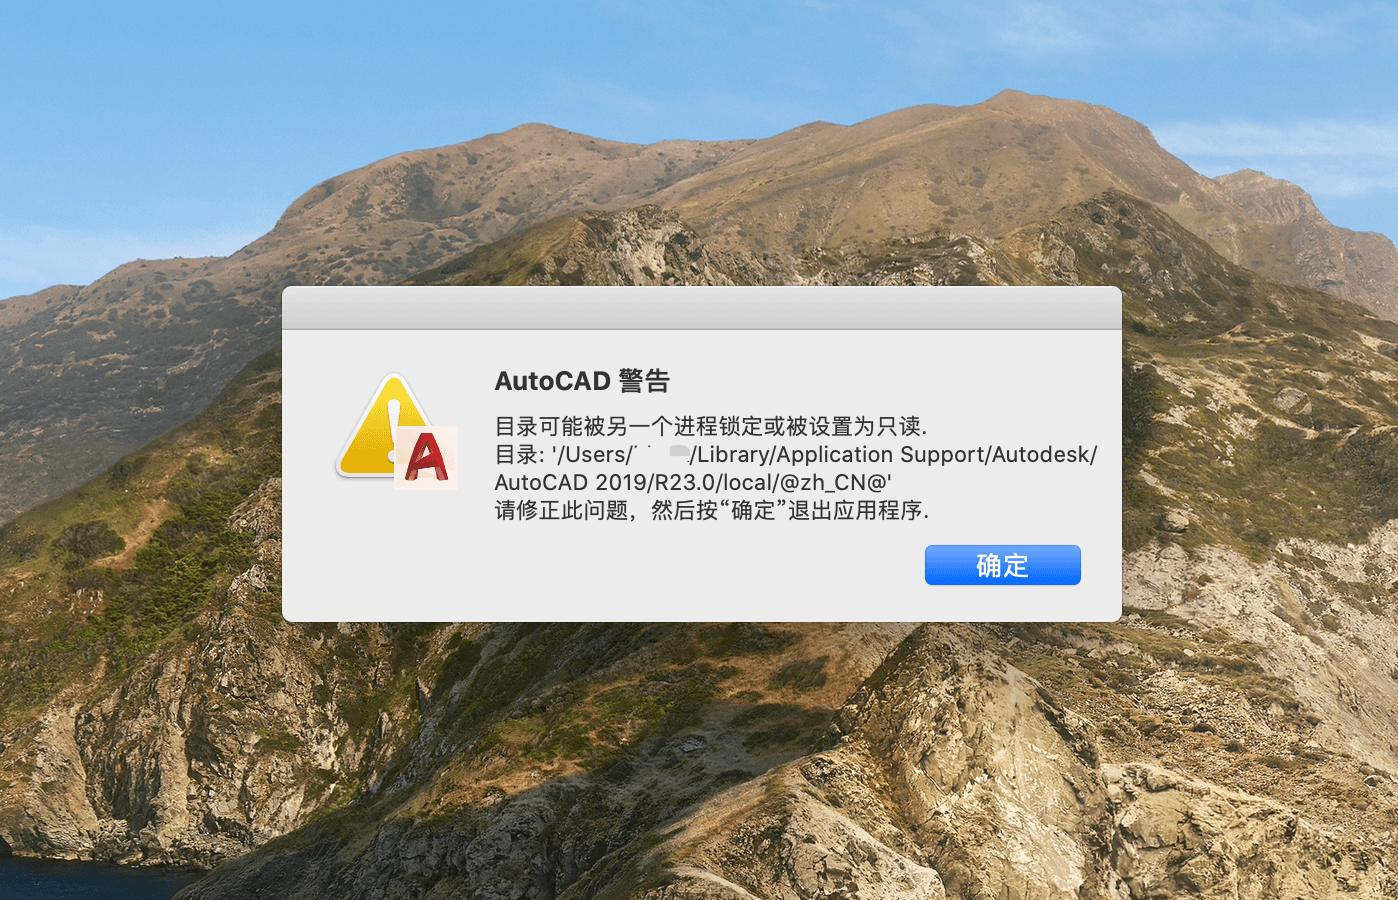 AutoCAD 警告
目录可能被另一个进程锁定或被设置为只读.
目录: '/Users/ /Library/Application Support/Autodesk/
AutoCAD 2019/R23.0/local/@zh_CN@'
请修正此问题，然后按“确定”退出应用程序.
确定